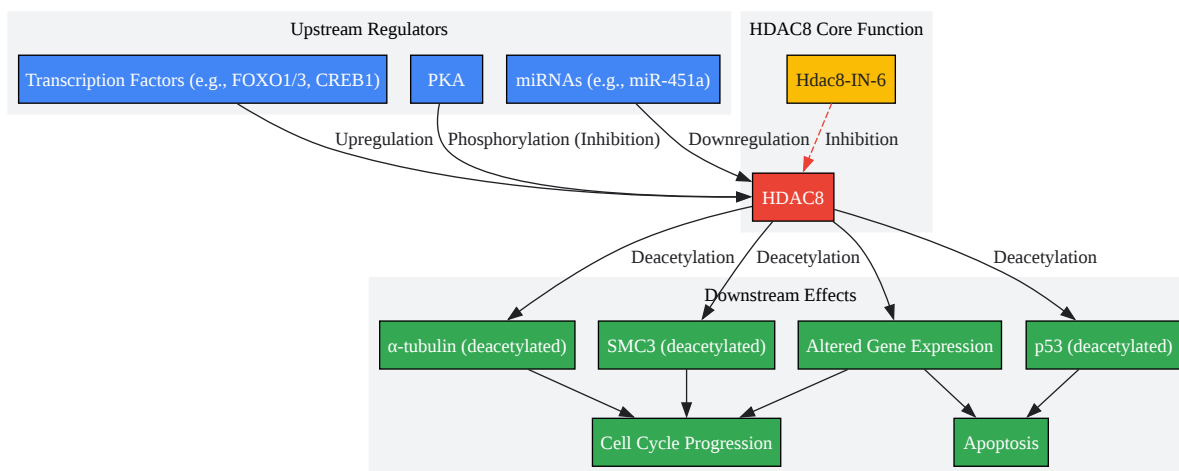 Upstream Regulators
HDAC8 Core Function
Transcription Factors (e.g., FOXO1/3, CREB1)
PKA
miRNAs (e.g., miR-451a)
Hdac8-IN-6
Upregulation
Phosphorylation (Inhibition)
Downregulation
Inhibition
HDAC8
Deacetylation
Deacetylation
Deacetylation
Downstream Effects
α-tubulin (deacetylated)
SMC3 (deacetylated)
Altered Gene Expression
p53 (deacetylated)
Cell Cycle Progression
Apoptosis